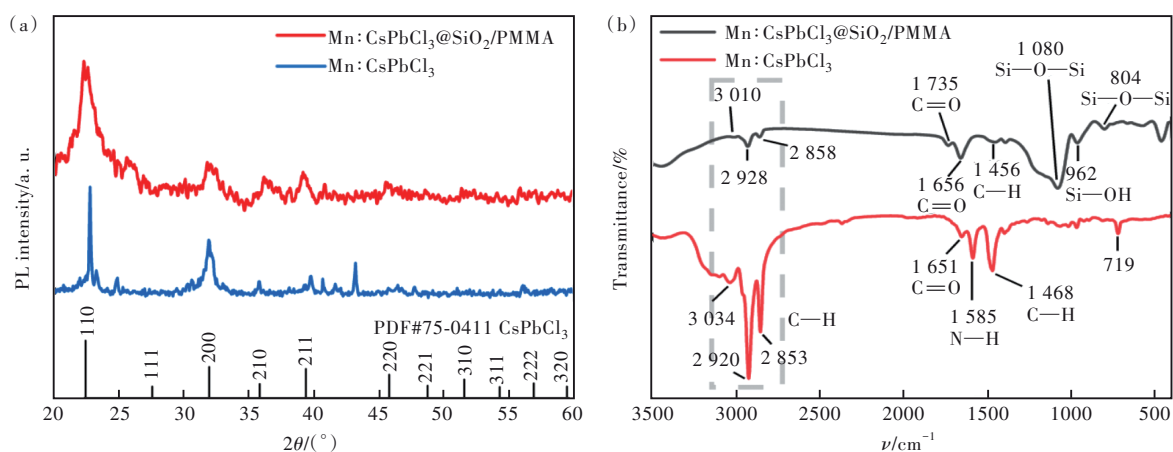 (a)
Mn:CsPbCl₃@SiO₂/PMMA
Mn:CsPbCl₃
PL intensity/a. u.
PDF#75-0411 CsPbCl₃
110
111
200
210
211
220
221
310
311
222
320
20 25 30 35 40 45 50 55 60
2θ/(°)
(b)
Mn:CsPbCl₃@SiO₂/PMMA
Mn:CsPbCl₃
Transmittance/%
3 010
2 928
2 858
1 735
C=O
1 656
C=O
1 456
C—H
1 080
Si—O—Si
804
Si—O—Si
962
Si—OH
3 034
2 920
2 853
C—H
1 651
C=O
1 585
N—H
1 468
C—H
719
3500 3000 2000 1500 1000 500
ν/cm⁻¹